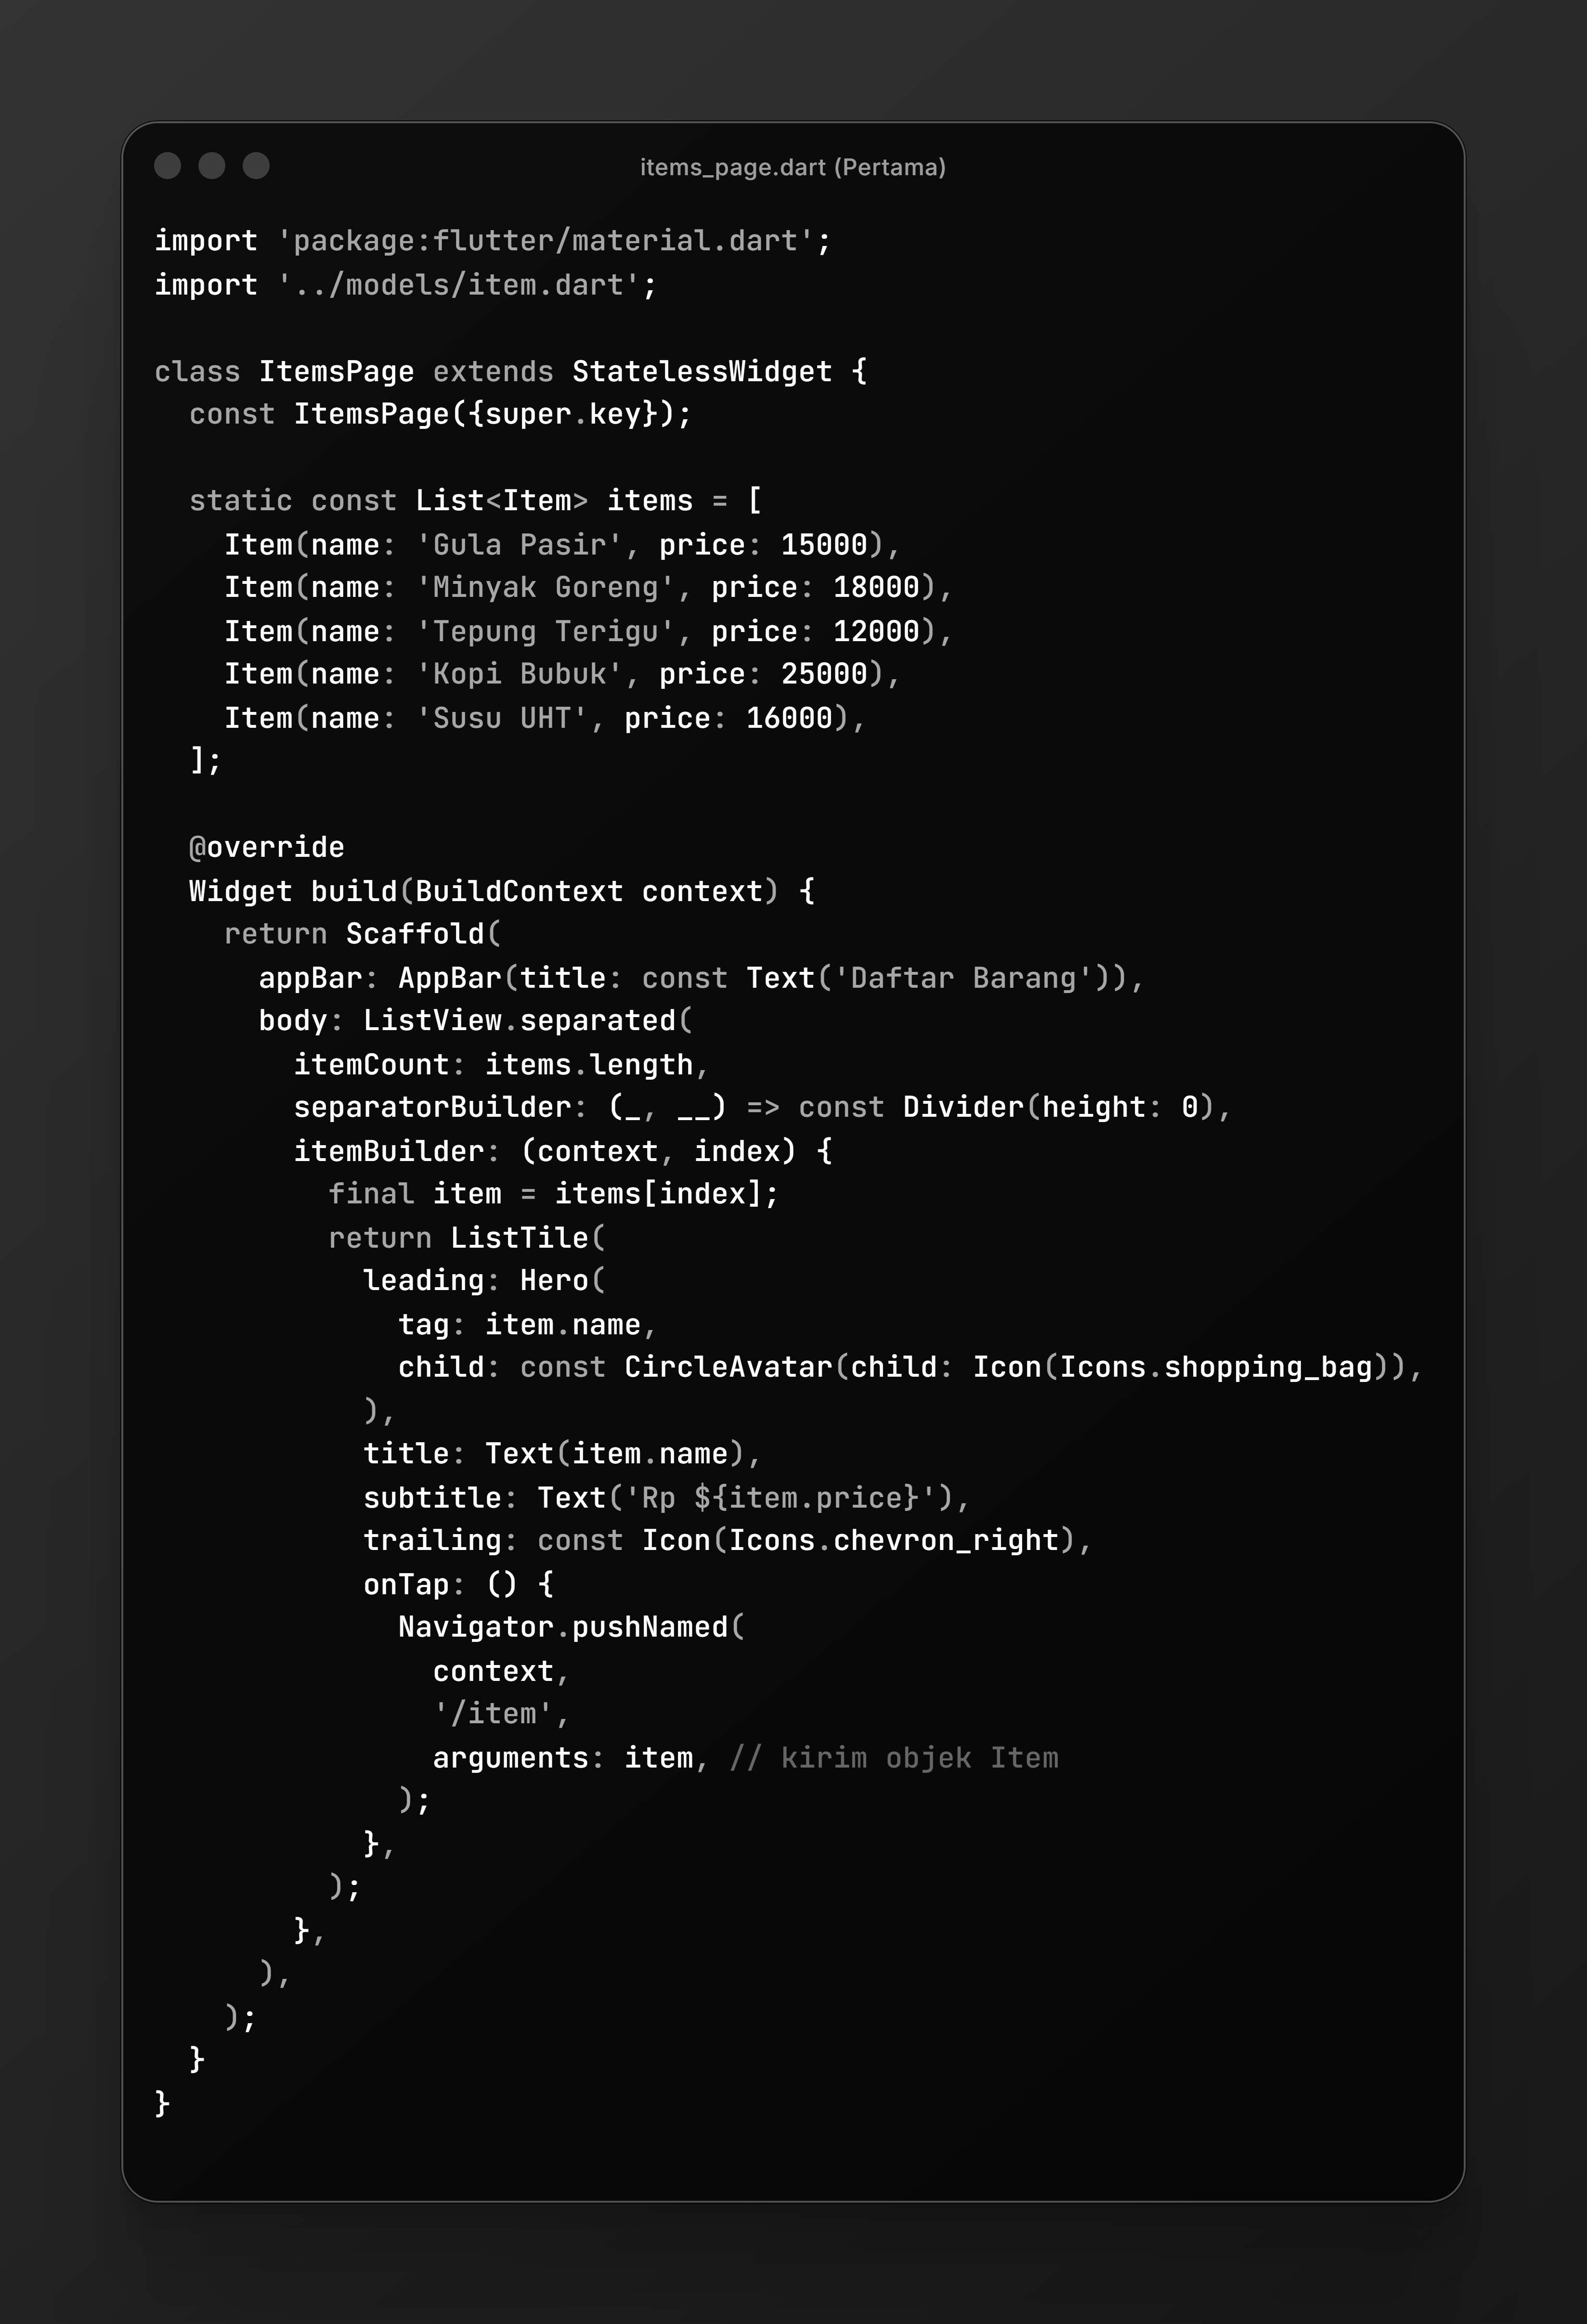 items_page.dart (Pertama)
import 'package:flutter/material.dart';
import '../models/item.dart';

class ItemsPage extends StatelessWidget {
  const ItemsPage({super.key});

  static const List<Item> items = [
    Item(name: 'Gula Pasir', price: 15000),
    Item(name: 'Minyak Goreng', price: 18000),
    Item(name: 'Tepung Terigu', price: 12000),
    Item(name: 'Kopi Bubuk', price: 25000),
    Item(name: 'Susu UHT', price: 16000),
  ];

  @override
  Widget build(BuildContext context) {
    return Scaffold(
      appBar: AppBar(title: const Text('Daftar Barang')),
      body: ListView.separated(
        itemCount: items.length,
        separatorBuilder: (_, __) => const Divider(height: 0),
        itemBuilder: (context, index) {
          final item = items[index];
          return ListTile(
            leading: Hero(
              tag: item.name,
              child: const CircleAvatar(child: Icon(Icons.shopping_bag)),
            ),
            title: Text(item.name),
            subtitle: Text('Rp ${item.price}'),
            trailing: const Icon(Icons.chevron_right),
            onTap: () {
              Navigator.pushNamed(
                context,
                '/item',
                arguments: item, // kirim objek Item
              );
            },
          );
        },
      ),
    );
  }
}